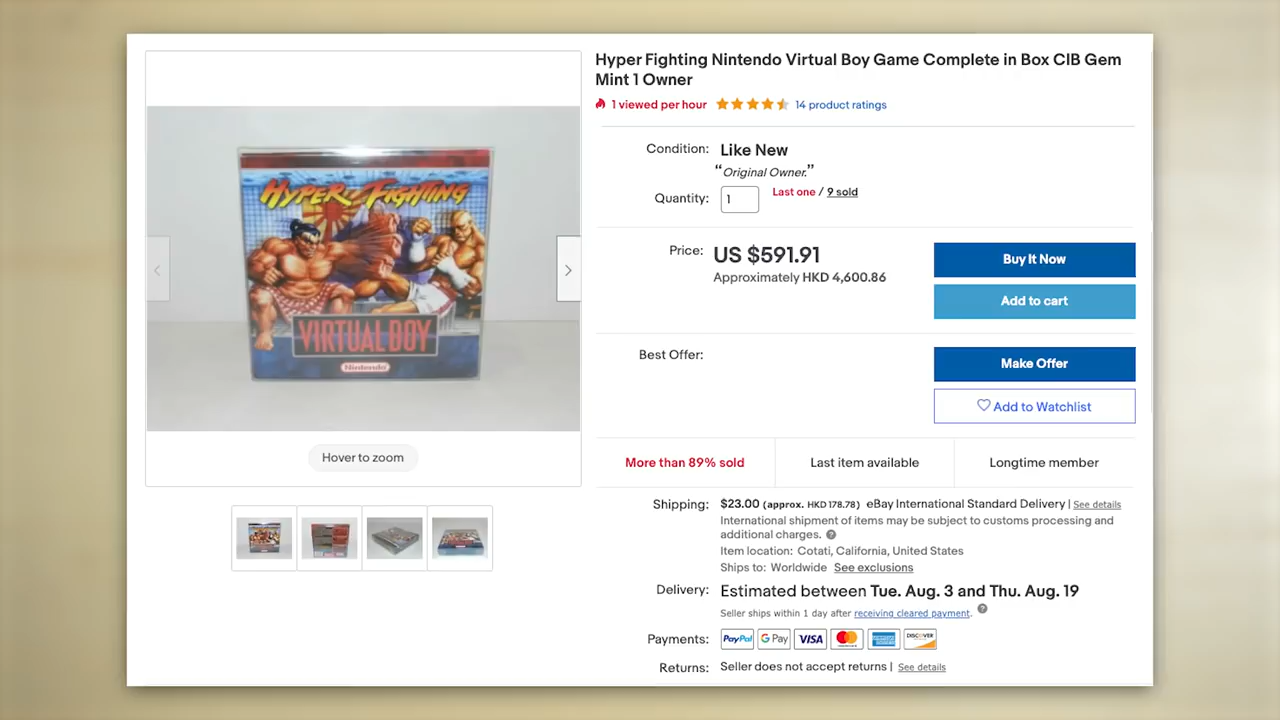 Hyper Fighting Nintendo Virtual Boy Game Complete in Box CIB Gem
Mint 1 Owner
1 viewed per hour 14 product ratings
Condition: Like New
“Original Owner.”
Quantity: 1 Last one / 9 sold
Price: US $591.91
Approximately HKD 4,600.86
Buy It Now
Add to cart
Best Offer:
Make Offer
Add to Watchlist
HYPER FIGHTING
VIRTUAL BOY
Nintendo
Hover to zoom
More than 89% sold Last item available Longtime member
Shipping: $23.00 (approx. HKD 178.78) eBay International Standard Delivery | See details
International shipment of items may be subject to customs processing and
additional charges. ?
Item location: Cotati, California, United States
Ships to: Worldwide See exclusions
Delivery: Estimated between Tue. Aug. 3 and Thu. Aug. 19
Seller ships within 1 day after receiving cleared payment. ?
Payments: PayPal G Pay VISA DISCOVER
Returns: Seller does not accept returns | See details